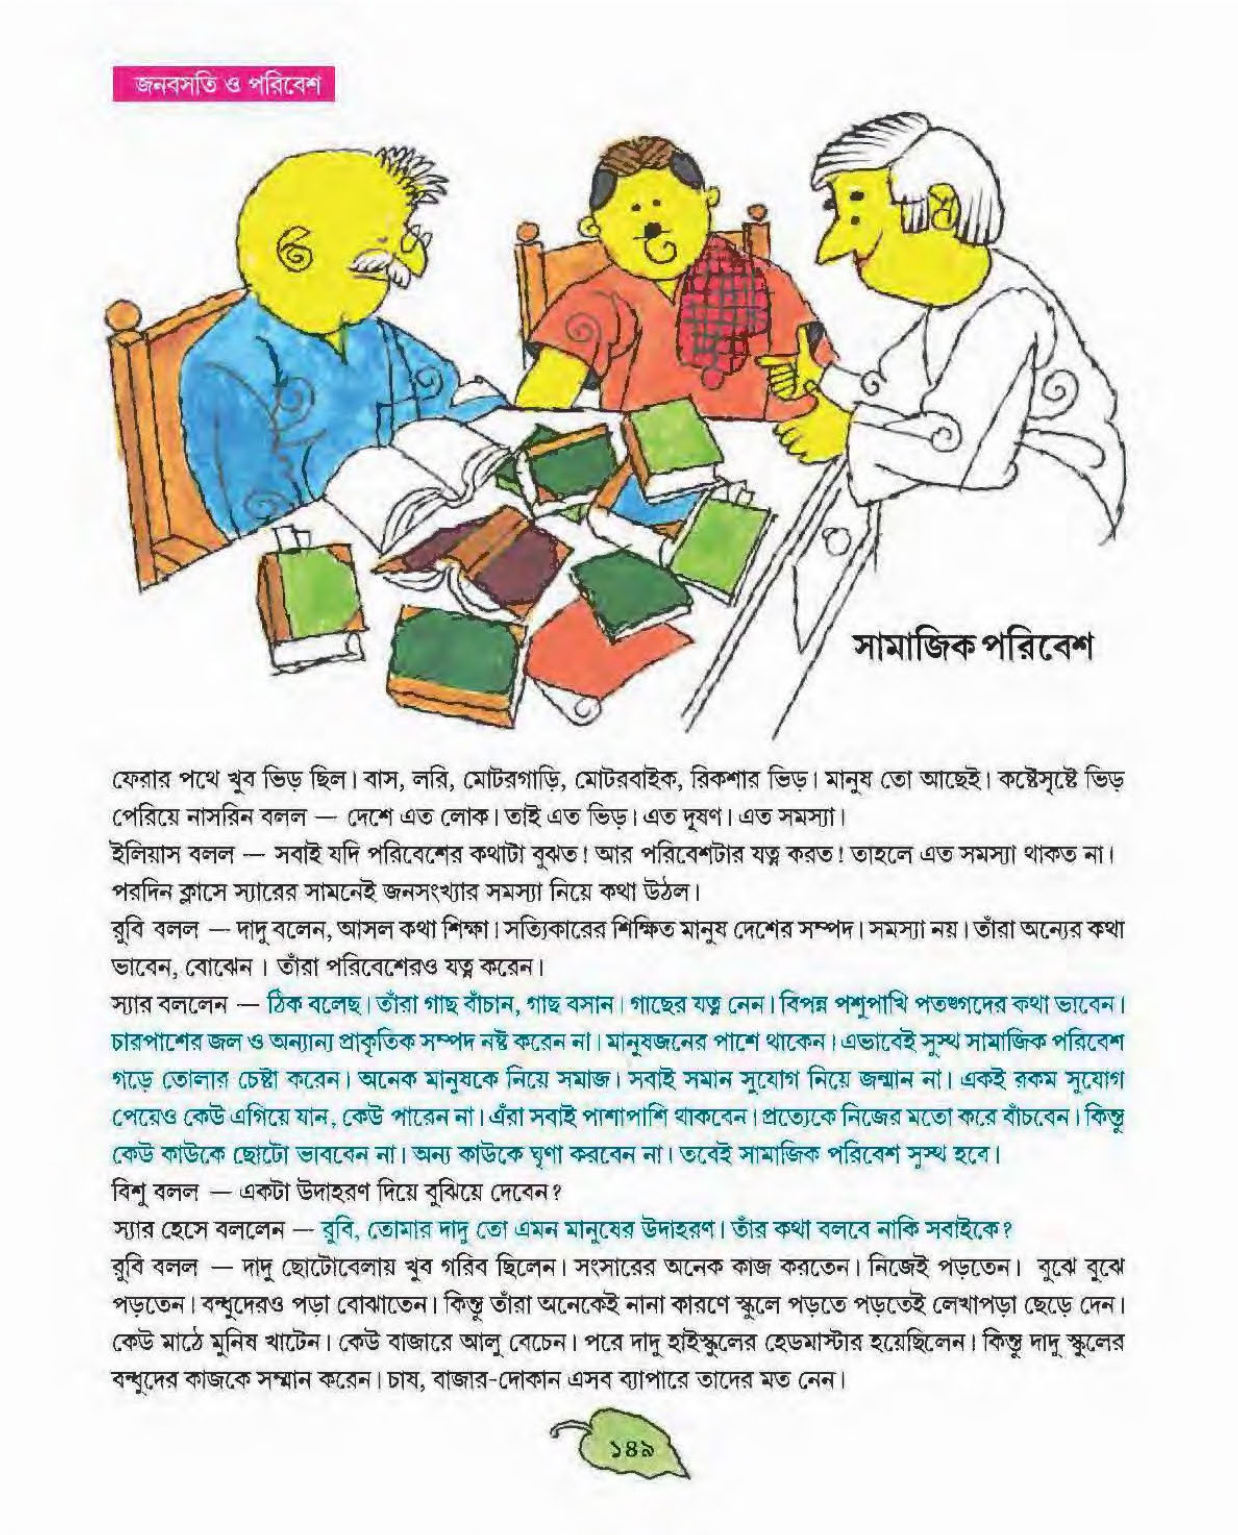 জনবসতি ও পরিবেশ
সামাজিক পরিবেশ
ফেরার পথে খুব ভিড় ছিল। বাস, লরি, মোটরগাড়ি, মোটরবাইক, রিকশার ভিড়। মানুষ তো আছেই। কষ্টেসৃষ্টে ভিড়
পেরিয়ে নাসরিন বলল — দেশে এত লোক। তাই এত ভিড়। এত দূষণ। এত সমস্যা।
ইলিয়াস বলল — সবাই যদি পরিবেশের কথাটা বুঝত! আর পরিবেশটার যত্ন করত! তাহলে এত সমস্যা থাকত না।
পরদিন ক্লাসে স্যারের সামনেই জনসংখ্যার সমস্যা নিয়ে কথা উঠল।
রুবি বলল — দাদু বলেন, আসল কথা শিক্ষা। সত্যিকারের শিক্ষিত মানুষ দেশের সম্পদ। সমস্যা নয়। তাঁরা অন্যের কথা
ভাবেন, বোঝেন । তাঁরা পরিবেশেরও যত্ন করেন।
স্যার বললেন — ঠিক বলেছ। তাঁরা গাছ বাঁচান, গাছ বসান। গাছের যত্ন নেন। বিপন্ন পশুপাখি পতঙ্গদের কথা ভাবেন।
চারপাশের জল ও অন্যান্য প্রাকৃতিক সম্পদ নষ্ট করেন না। মানুষজনের পাশে থাকেন। এভাবেই সুস্থ সামাজিক পরিবেশ
গড়ে তোলার চেষ্টা করেন। অনেক মানুষকে নিয়ে সমাজ। সবাই সমান সুযোগ নিয়ে জন্মান না। একই রকম সুযোগ
পেয়েও কেউ এগিয়ে যান, কেউ পারেন না। এঁরা সবাই পাশাপাশি থাকবেন। প্রত্যেকে নিজের মতো করে বাঁচবেন। কিন্তু
কেউ কাউকে ছোটো ভাববেন না। অন্য কাউকে ঘৃণা করবেন না। তবেই সামাজিক পরিবেশ সুস্থ হবে।
বিশু বলল — একটা উদাহরণ দিয়ে বুঝিয়ে দেবেন?
স্যার হেসে বললেন — রুবি, তোমার দাদু তো এমন মানুষের উদাহরণ। তাঁর কথা বলবে নাকি সবাইকে?
রুবি বলল — দাদু ছোটোবেলায় খুব গরিব ছিলেন। সংসারের অনেক কাজ করতেন। নিজেই পড়তেন। বুঝে বুঝে
পড়তেন। বন্ধুদেরও পড়া বোঝাতেন। কিন্তু তাঁরা অনেকেই নানা কারণে স্কুলে পড়তে পড়তেই লেখাপড়া ছেড়ে দেন।
কেউ মাঠে মুনিষ খাটেন। কেউ বাজারে আলু বেচেন। পরে দাদু হাইস্কুলের হেডমাস্টার হয়েছিলেন। কিন্তু দাদু স্কুলের
বন্ধুদের কাজকে সম্মান করেন। চাষ, বাজার-দোকান এসব ব্যাপারে তাদের মত নেন।
১৪৯